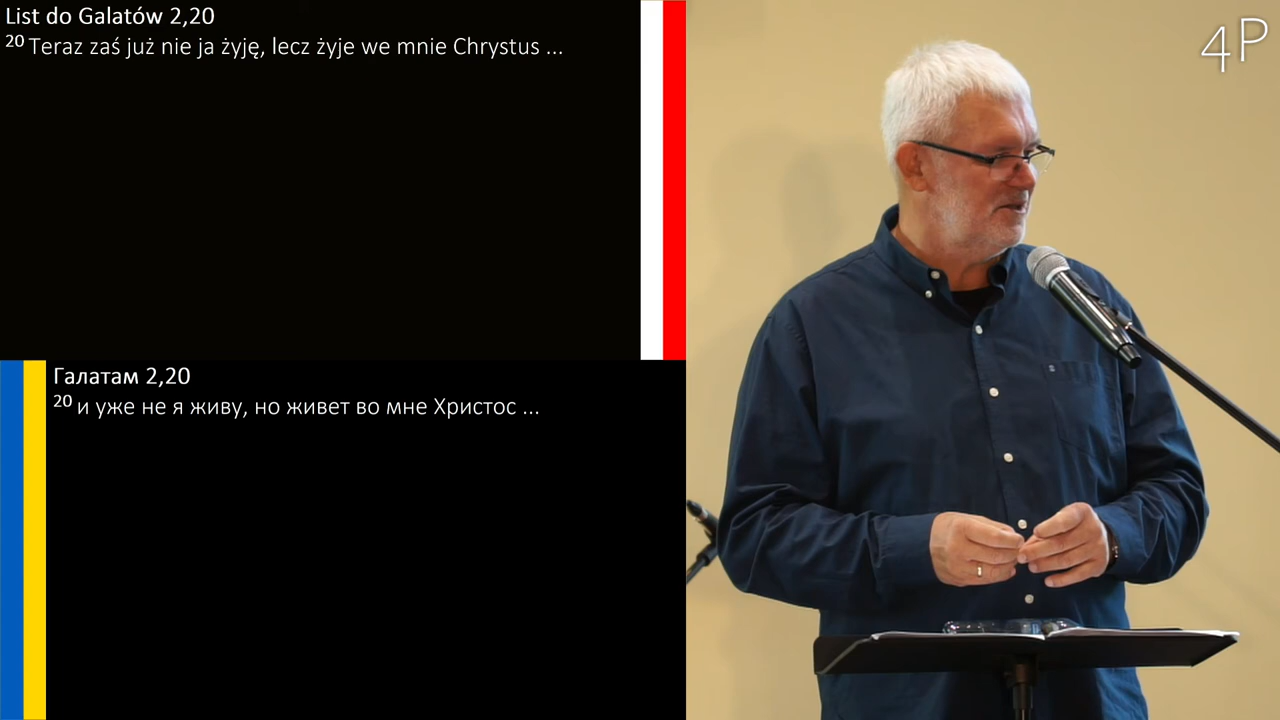 List do Galatów 2,20
20 Teraz zaś już nie ja żyję, lecz żyje we mnie Chrystus ...
4P
Галатам 2,20
20 и уже не я живу, но живет во мне Христос ...